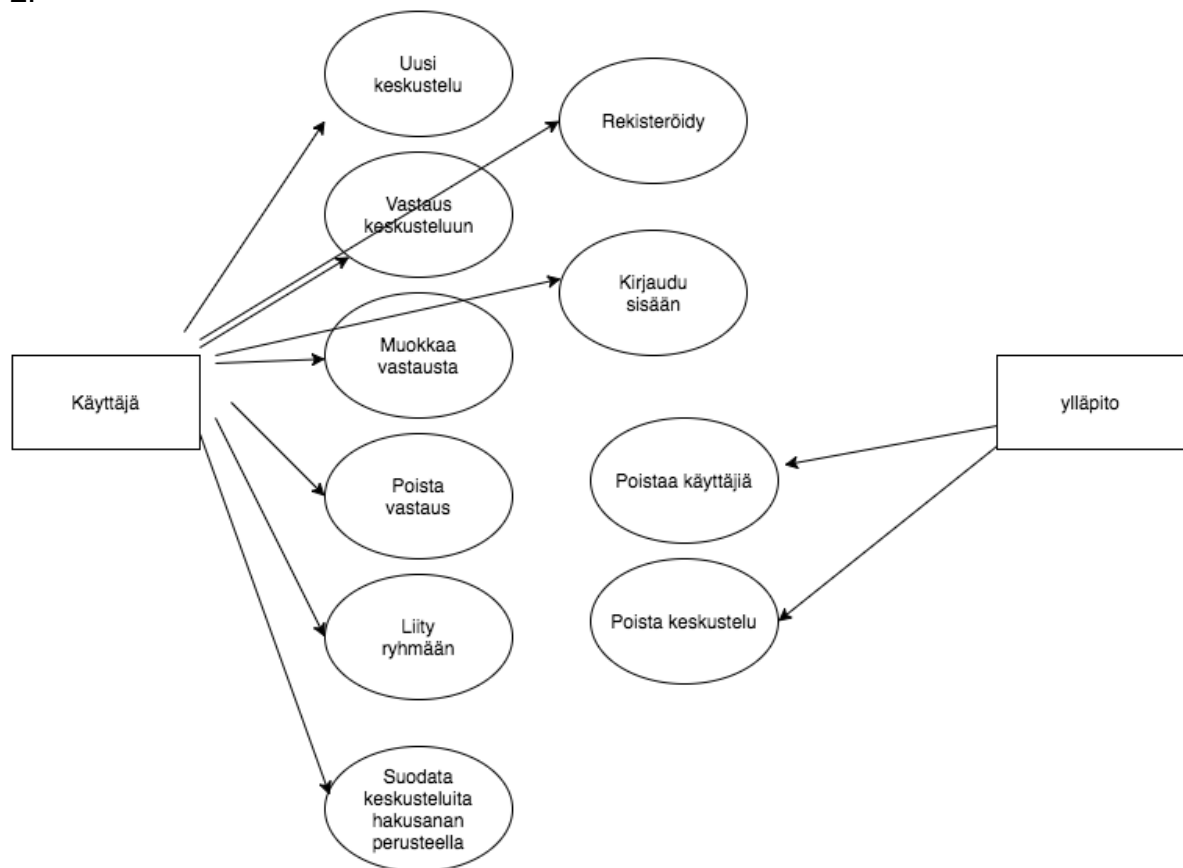 Uusi
keskustelu
Rekisteröidy
Vastaus
keskusteluun
Kirjaudu
sisään
Muokkaa
vastausta
Käyttäjä
ylläpito
Poistaa käyttäjiä
Poista
vastaus
Poista keskustelu
Liity
ryhmään
Suodata
keskusteluita
hakusanan
perusteella